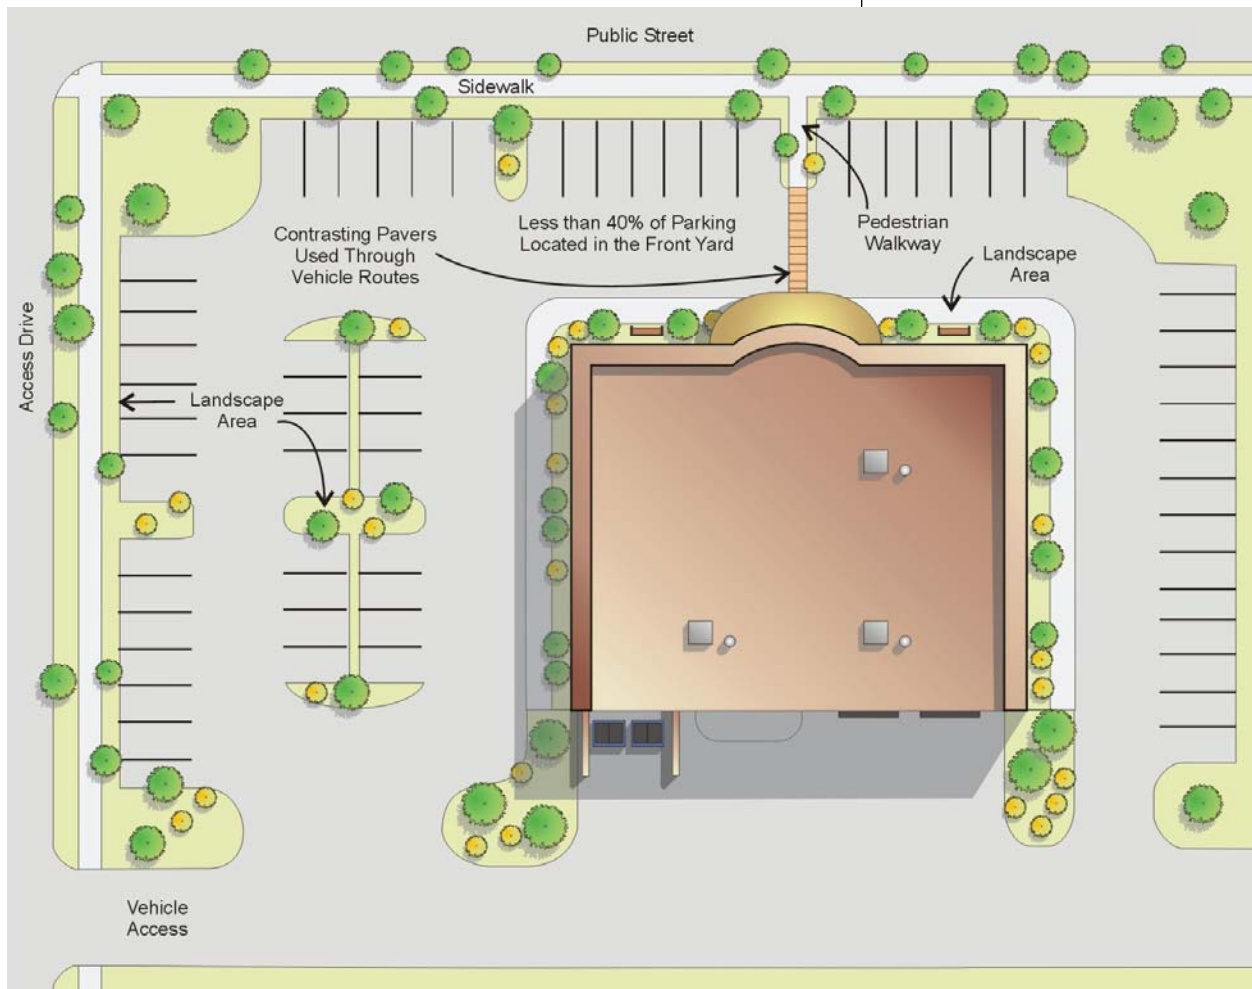 Public Street
Sidewalk
Contrasting Pavers
Used Through
Vehicle Routes
Less than 40% of Parking
Located in the Front Yard
Pedestrian
Walkway
Landscape
Area
Access Drive
Landscape
Area
Vehicle
Access